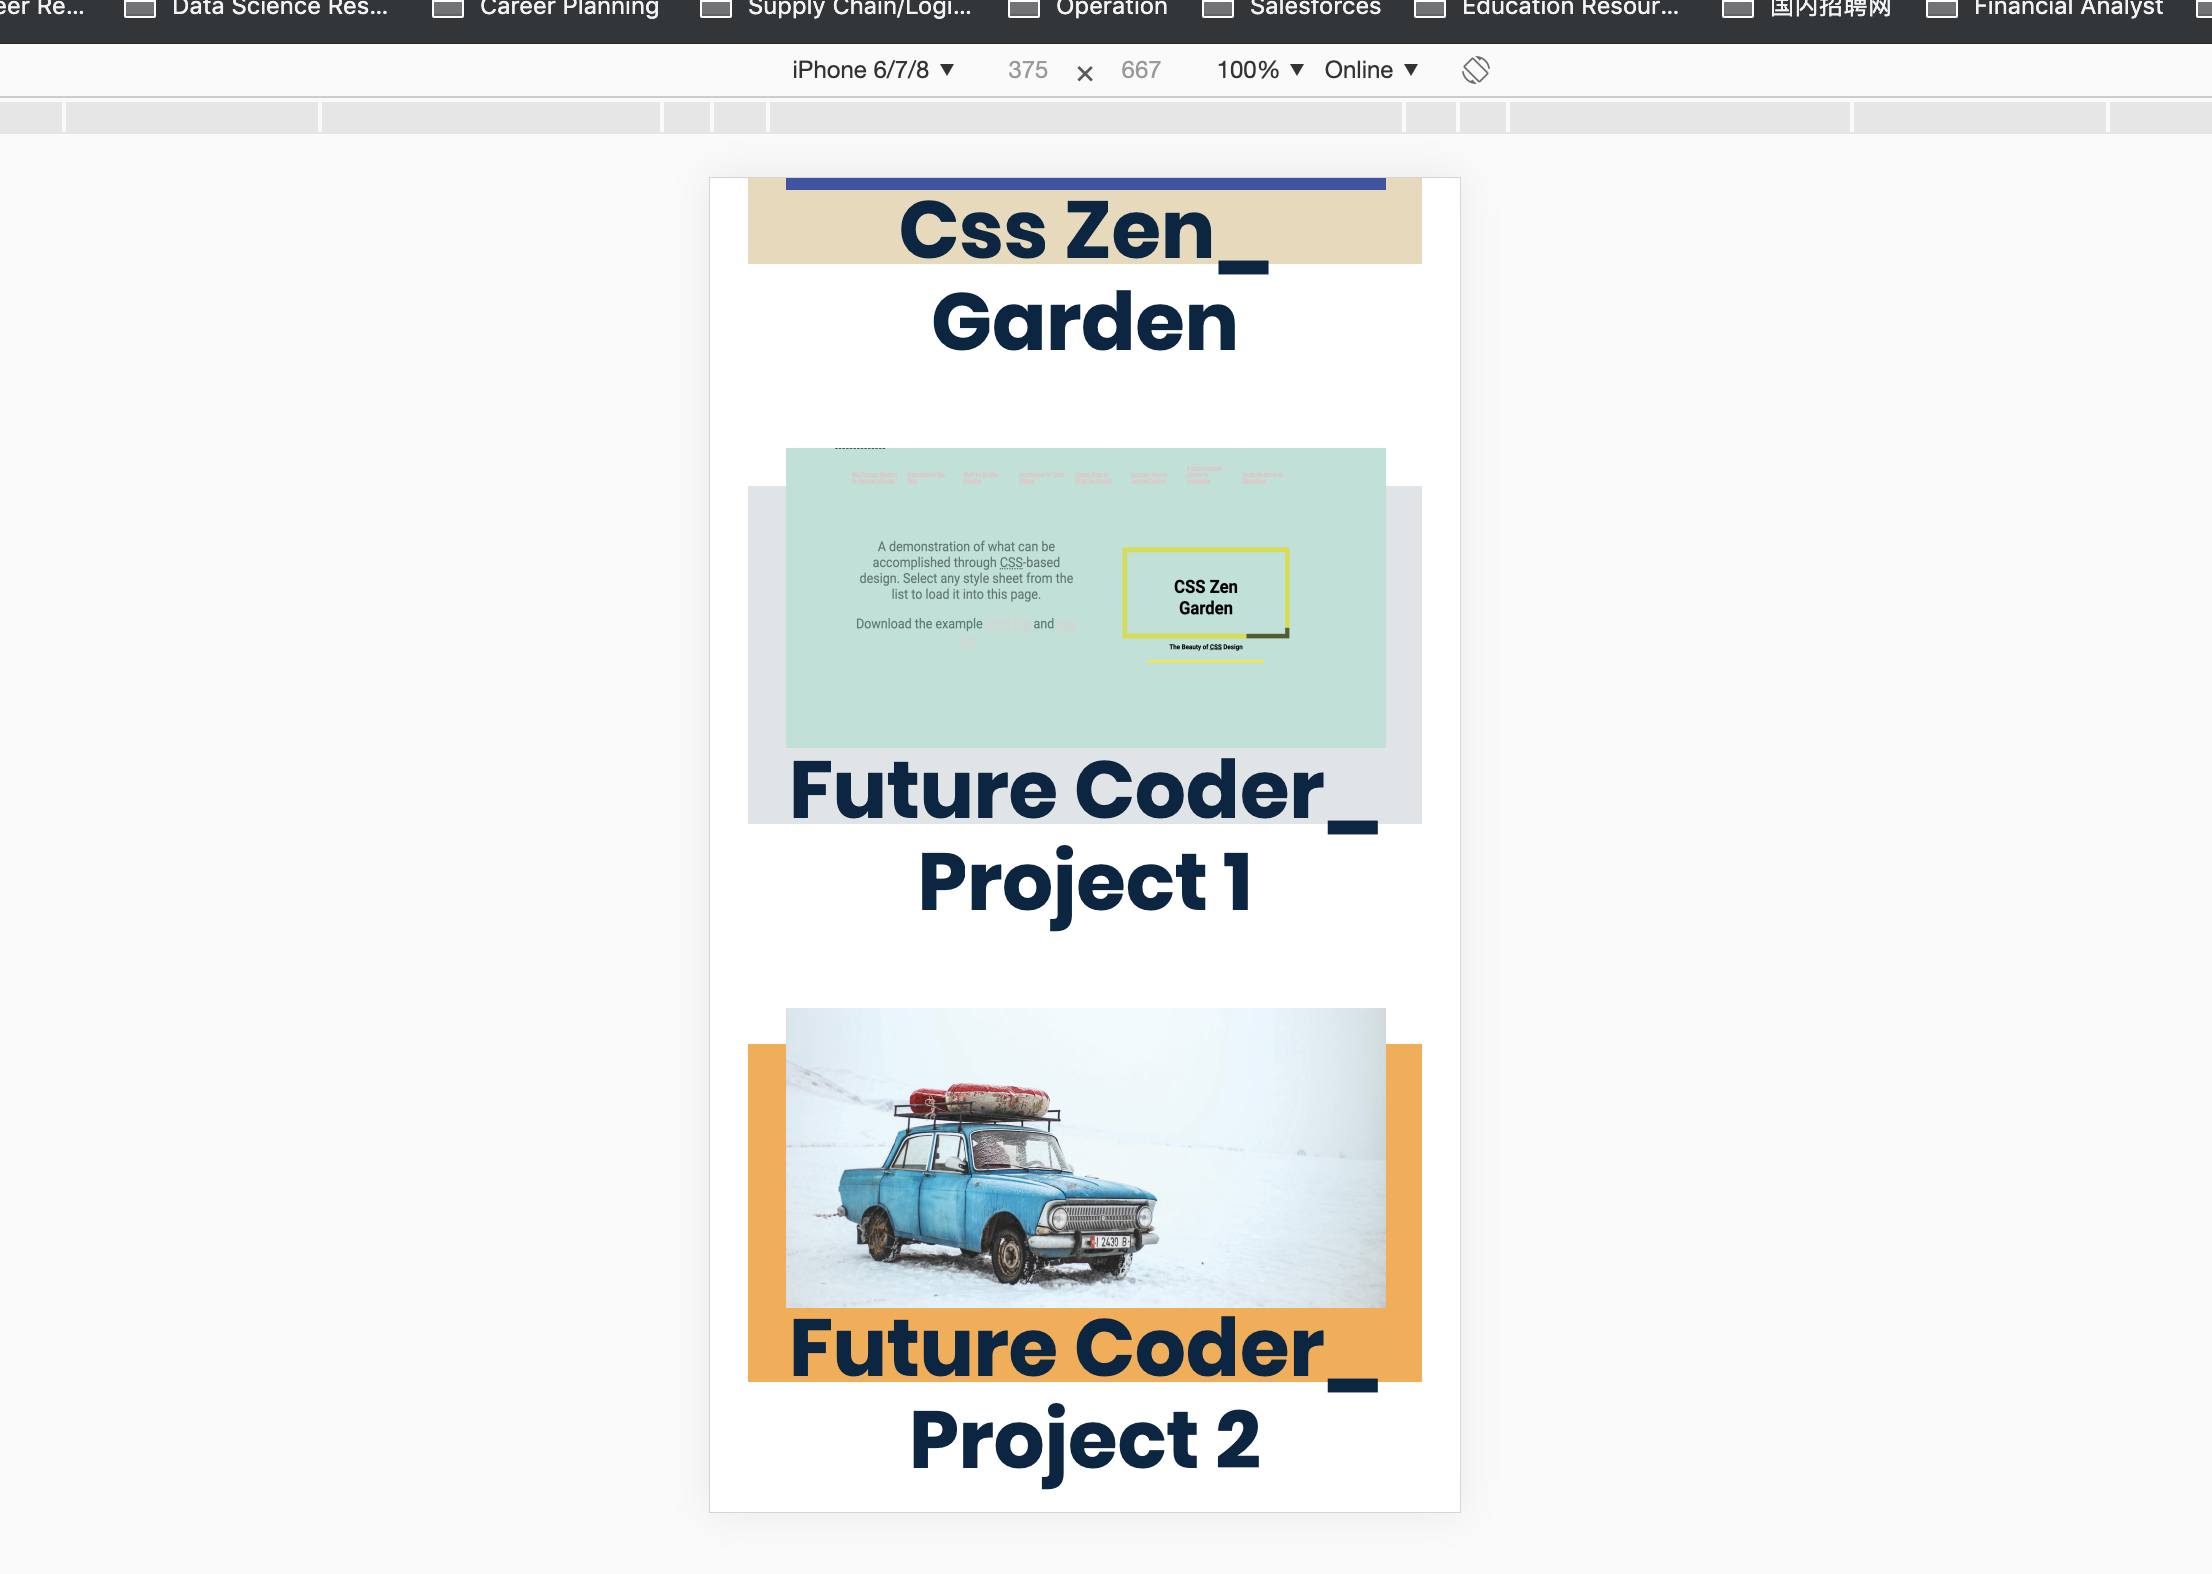 eer Re... Data Science Res... Career Planning Supply Chain/Logi... Operation Salesforces Education Resour... 国内招聘网 Financial Analyst
iPhone 6/7/8 ▼ 375 × 667 100% ▼ Online ▼
Css Zen_
Garden
A demonstration of what can be
accomplished through CSS-based
design. Select any style sheet from the
list to load it into this page.
Download the example and
CSS Zen
Garden
The Beauty of CSS Design
Future Coder_
Project 1
I 2430 B
Future Coder_
Project 2